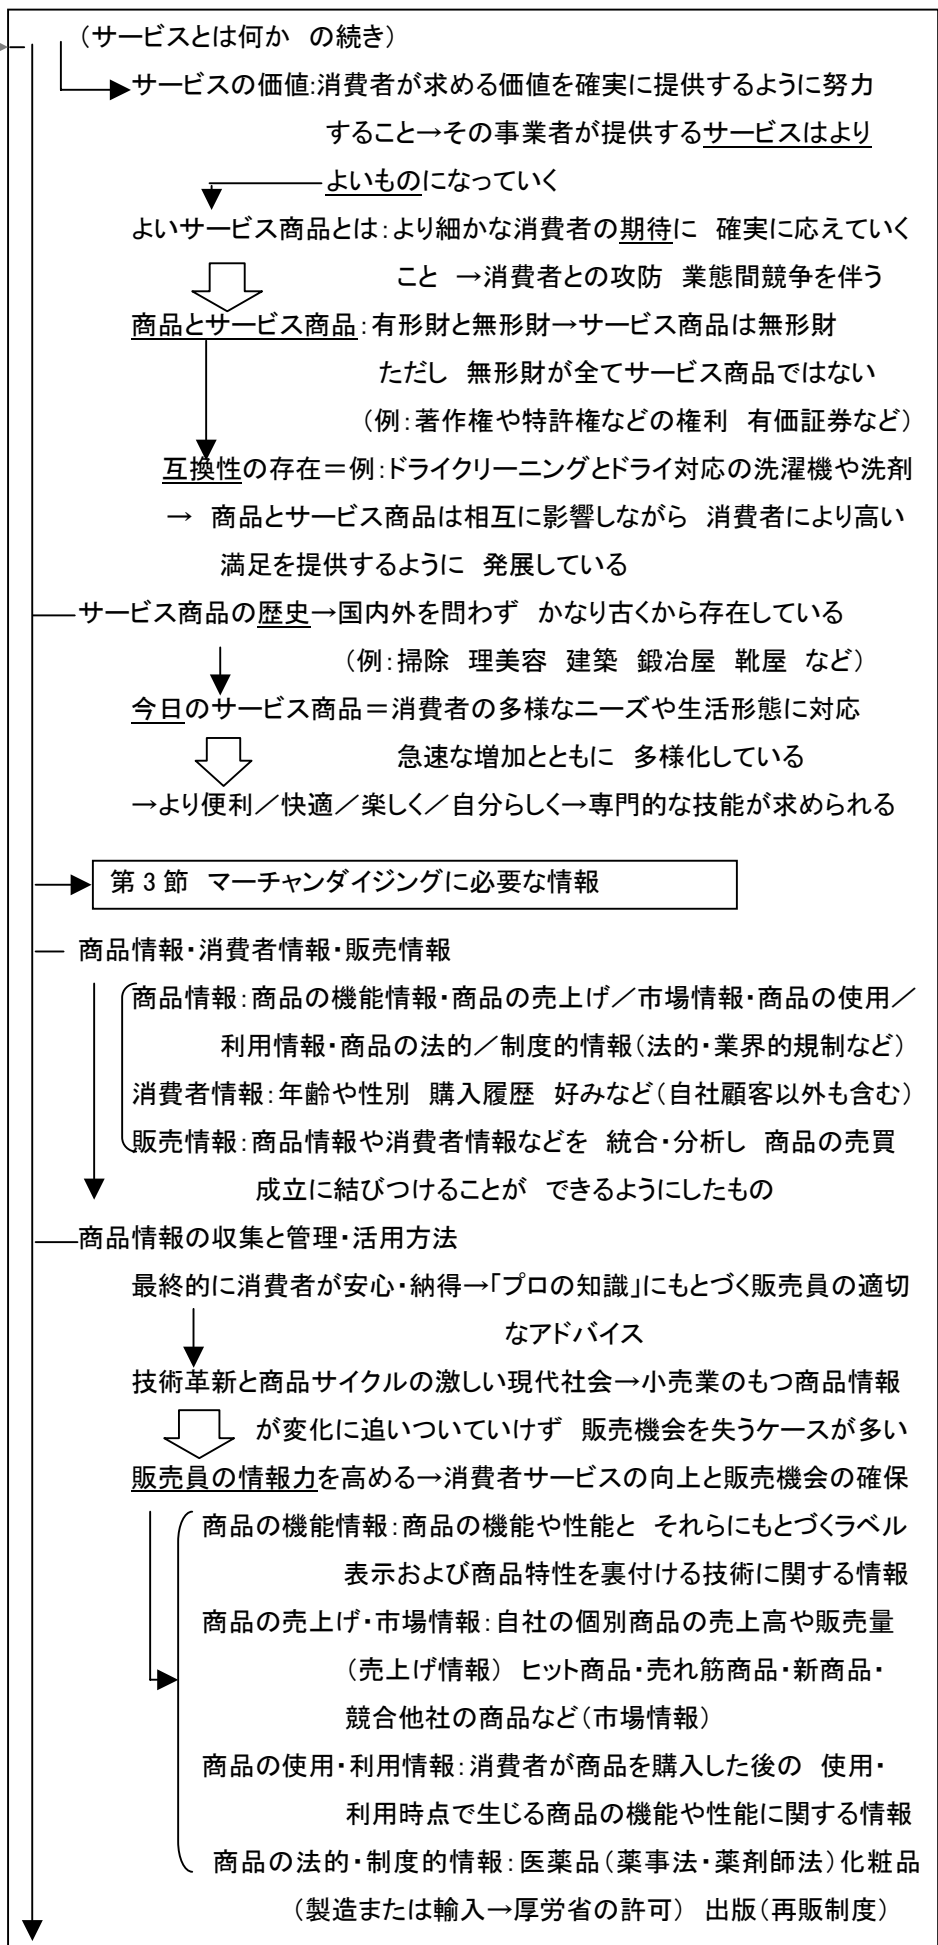 （サービスとは何か　の続き）
サービスの価値：消費者が求める価値を確実に提供するように努力
すること→その事業者が提供するサービスはより
よいものになっていく
よいサービス商品とは：より細かな消費者の期待に　確実に応えていく
こと　→消費者との攻防　業態間競争を伴う
商品とサービス商品：有形財と無形財→サービス商品は無形財
ただし　無形財が全てサービス商品ではない
（例：著作権や特許権などの権利　有価証券など）
互換性の存在＝例：ドライクリーニングとドライ対応の洗濯機や洗剤
→　商品とサービス商品は相互に影響しながら　消費者により高い
満足を提供するように　発展している
サービス商品の歴史→国内外を問わず　かなり古くから存在している
（例：掃除　理美容　建築　鍛冶屋　靴屋　など）
今日のサービス商品＝消費者の多様なニーズや生活形態に対応
急速な増加とともに　多様化している
→より便利／快適／楽しく／自分らしく→専門的な技能が求められる
第３節　マーチャンダイジングに必要な情報
商品情報・消費者情報・販売情報
商品情報：商品の機能情報・商品の売上げ／市場情報・商品の使用／
利用情報・商品の法的／制度的情報（法的・業界的規制など）
消費者情報：年齢や性別　購入履歴　好みなど（自社顧客以外も含む）
販売情報：商品情報や消費者情報などを　統合・分析し　商品の売買
成立に結びつけることが　できるようにしたもの
商品情報の収集と管理・活用方法
最終的に消費者が安心・納得→「プロの知識」にもとづく販売員の適切
なアドバイス
技術革新と商品サイクルの激しい現代社会→小売業のもつ商品情報
が変化に追いついていけず　販売機会を失うケースが多い
販売員の情報力を高める→消費者サービスの向上と販売機会の確保
商品の機能情報：商品の機能や性能と　それらにもとづくラベル
表示および商品特性を裏付ける技術に関する情報
商品の売上げ・市場情報：自社の個別商品の売上高や販売量
（売上げ情報）　ヒット商品・売れ筋商品・新商品・
競合他社の商品など（市場情報）
商品の使用・利用情報：消費者が商品を購入した後の　使用・
利用時点で生じる商品の機能や性能に関する情報
商品の法的・制度的情報：医薬品（薬事法・薬剤師法）化粧品
（製造または輸入→厚労省の許可）　出版（再販制度）